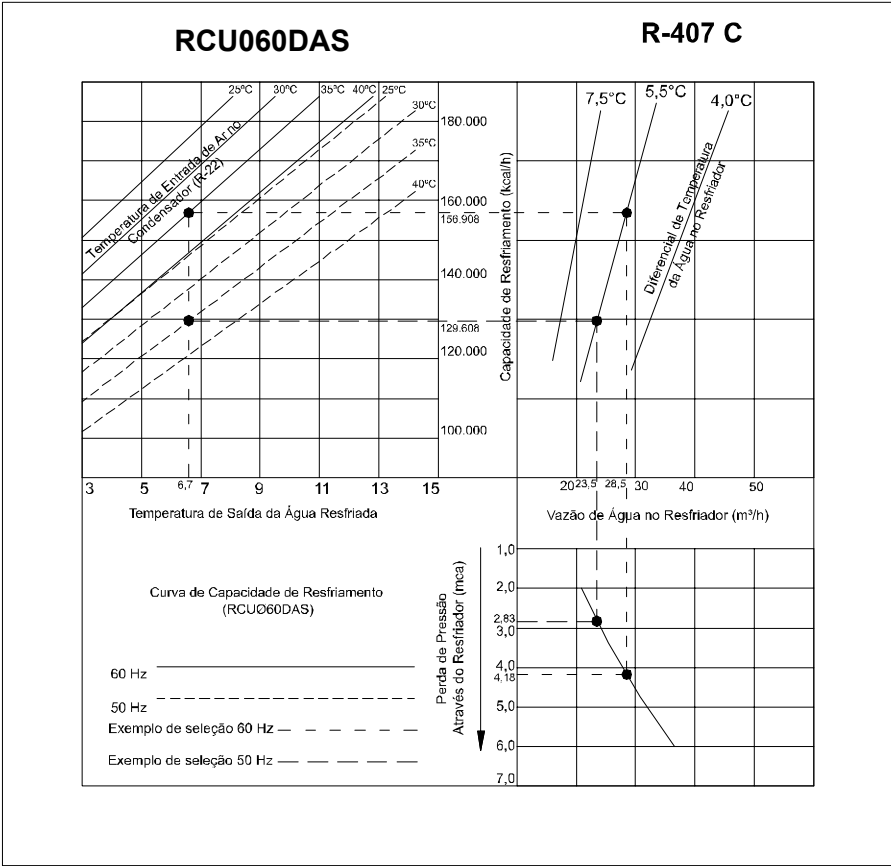 RCU060DAS
R-407 C
25ºC
30ºC
35ºC
40ºC
25ºC
30ºC
35ºC
40ºC
Temperatura de Entrada de Ar no
Condensador (R-22)
180.000
160.000
156.908
140.000
129.608
120.000
100.000
Capacidade de Resfriamento (kcal/h)
7,5°C
5,5°C
4,0°C
Diferencial de Temperatura
da Água no Resfriador
3
5
6,7
7
9
11
13
15
Temperatura de Saída da Água Resfriada
20
23,5
28,5
30
40
50
Vazão de Água no Resfriador (m³/h)
Curva de Capacidade de Resfriamento
(RCUØ60DAS)
60 Hz
50 Hz
Exemplo de seleção 60 Hz
Exemplo de seleção 50 Hz
Perda de Pressão
Através do Resfriador (mca)
1,0
2,0
2,83
3,0
4,0
4,18
5,0
6,0
7,0